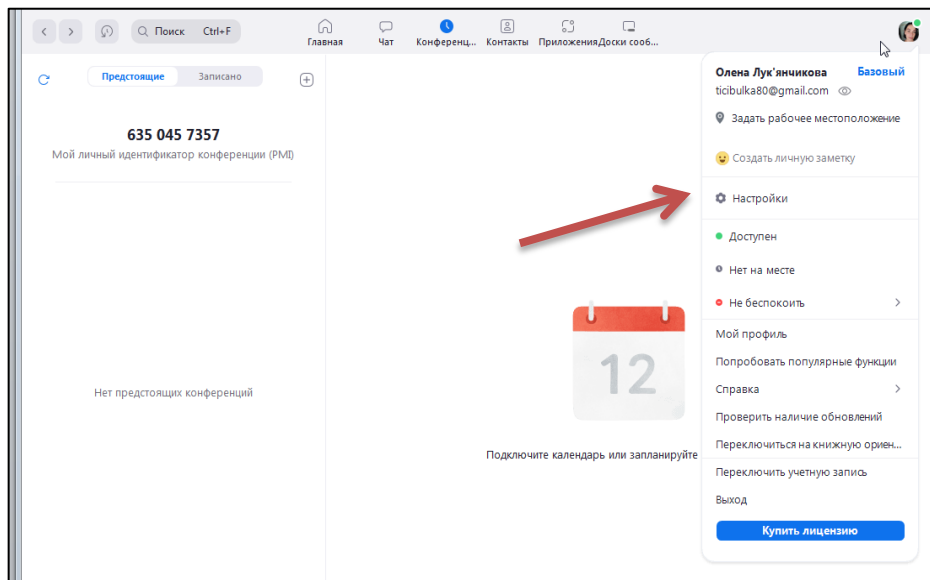 Поиск Ctrl+F
Главная
Чат
Конференц...
Контакты
Приложения
Доски сооб...
Предстоящие
Записано
635 045 7357
Мой личный идентификатор конференции (PMI)
Нет предстоящих конференций
12
Подключите календарь или запланируйте
Олена Лук'янчикова
Базовый
ticibulka80@gmail.com
Задать рабочее местоположение
Создать личную заметку
Настройки
Доступен
Нет на месте
Не беспокоить
Мой профиль
Попробовать популярные функции
Справка
Проверить наличие обновлений
Переключиться на книжную ориен...
Переключить учетную запись
Выход
Купить лицензию